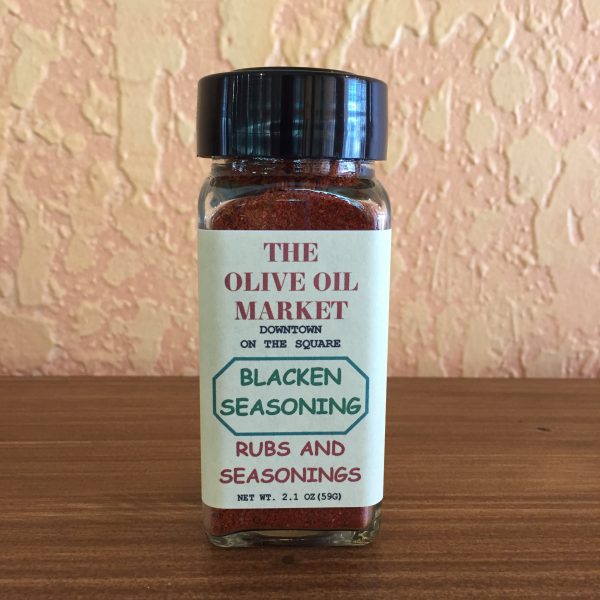 THE
OLIVE OIL
MARKET
DOWNTOWN
ON THE SQUARE
BLACKEN
SEASONING
RUBS AND
SEASONINGS
NET WT. 2.1 OZ(59G)